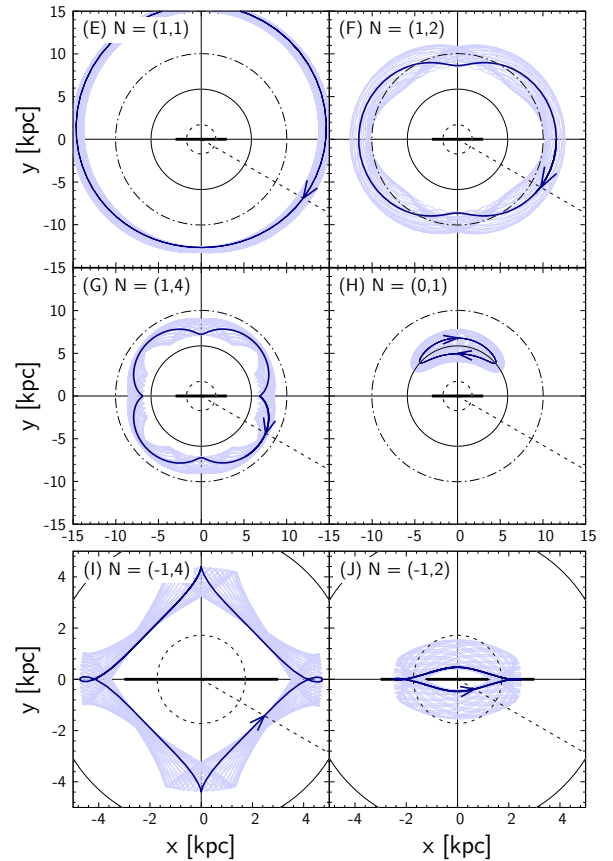 (E) N = (1,1)
(F) N = (1,2)
15
10
5
0
-5
-10
-15
y [kpc]
(G) N = (1,4)
(H) N = (0,1)
15
10
5
0
-5
-10
-15
y [kpc]
-15 -10 -5 0 5 10 15
-15 -10 -5 0 5 10 15
(I) N = (-1,4)
(J) N = (-1,2)
4
2
0
-2
-4
y [kpc]
-4 -2 0 2 4
-4 -2 0 2 4
x [kpc]
x [kpc]